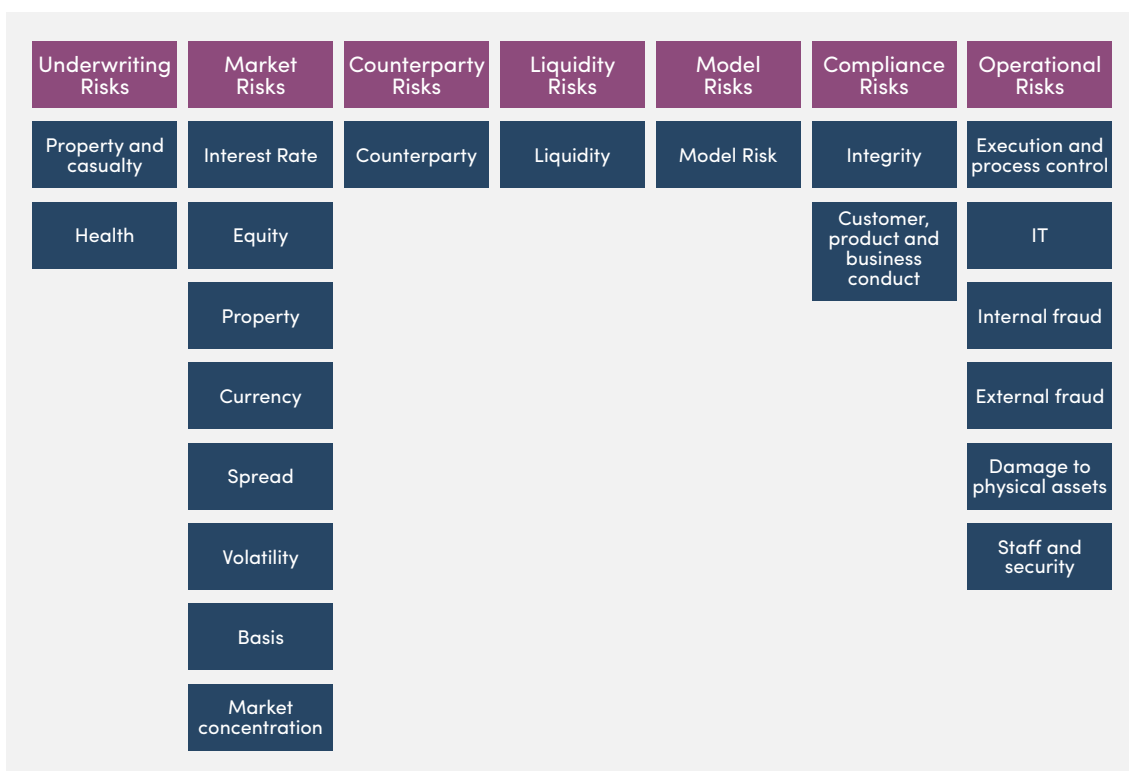 Underwriting
Risks
Market
Risks
Counterparty
Risks
Liquidity
Risks
Model
Risks
Compliance
Risks
Operational
Risks
Property and
casualty
Interest Rate
Counterparty
Liquidity
Model Risk
Integrity
Execution and
process control
Health
Equity
Customer,
product and
business
conduct
IT
Property
Internal fraud
Currency
External fraud
Spread
Damage to
physical assets
Volatility
Staff and
security
Basis
Market
concentration